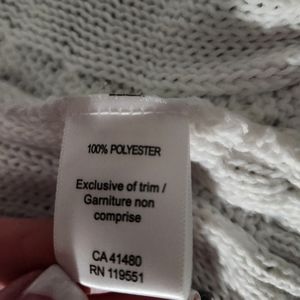 100% POLYESTER
Exclusive of trim /
Garniture non
comprise
CA 41480
RN 119551